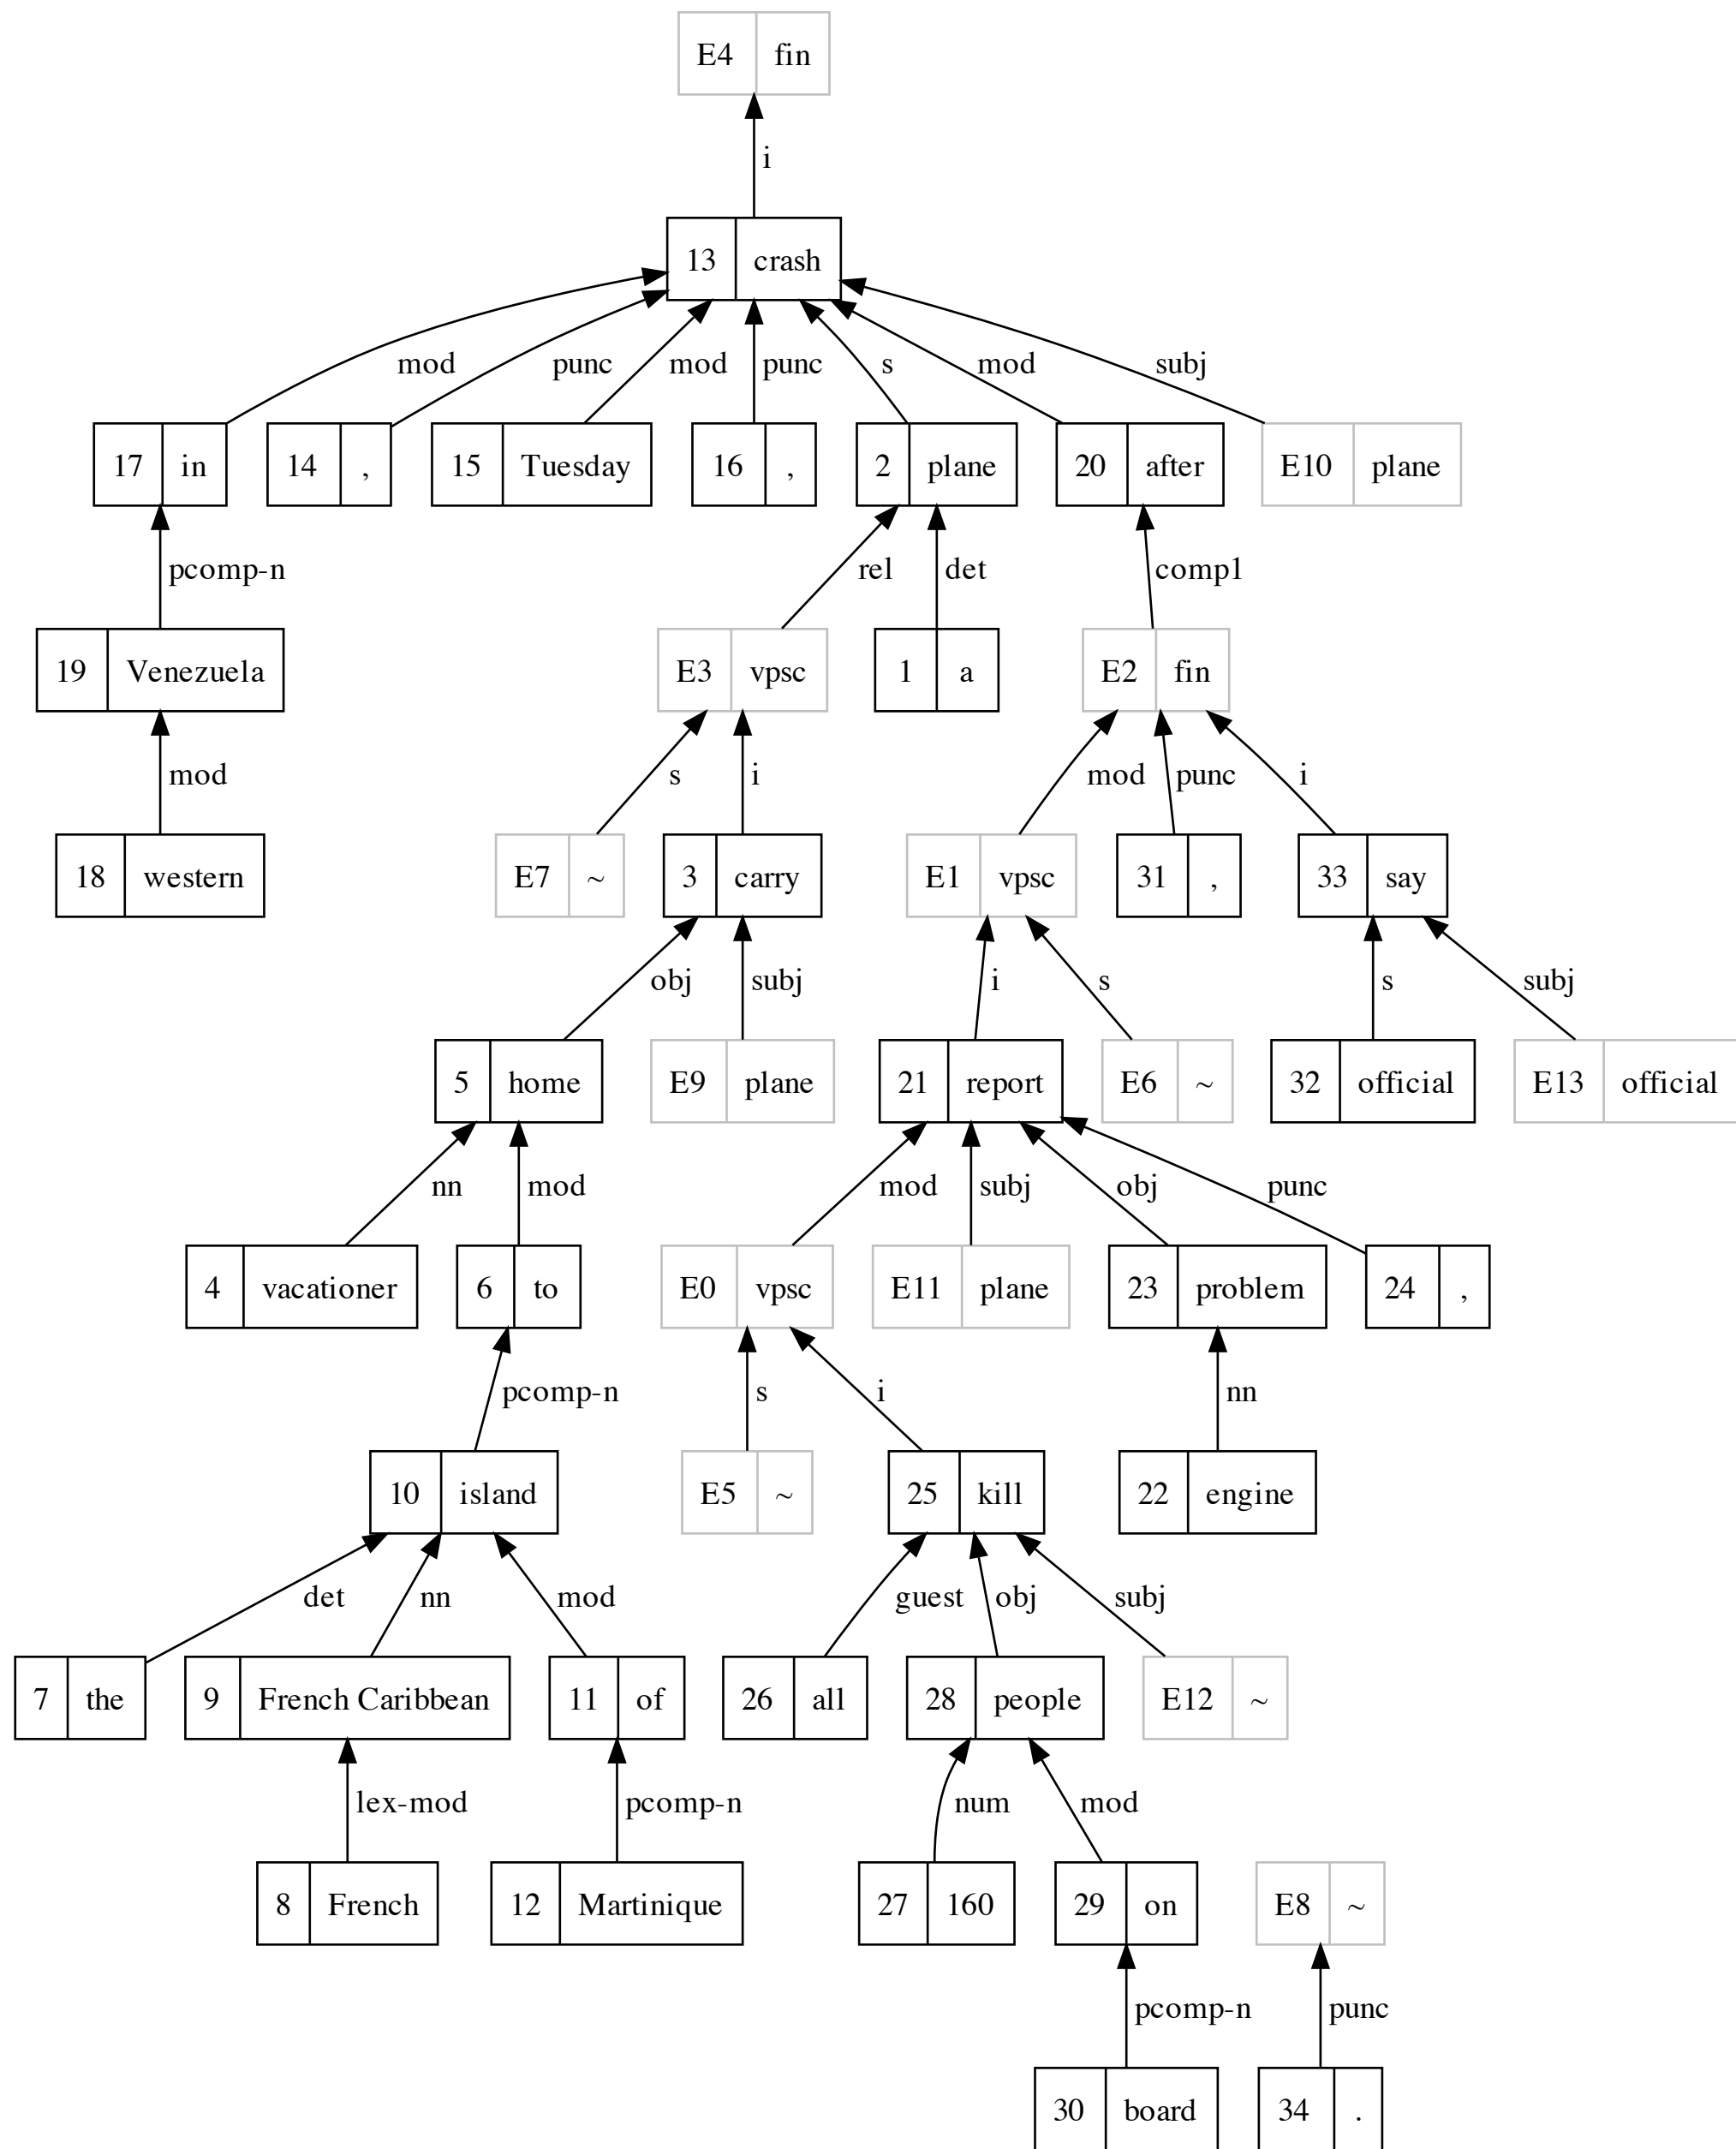 E4 fin
i
13 crash
mod punc mod punc s mod subj
17 in 14 , 15 Tuesday 16 , 2 plane 20 after E10 plane
pcomp-n rel det comp1
19 Venezuela E3 vpsc 1 a E2 fin
mod s i mod punc i
18 western E7 ~ 3 carry E1 vpsc 31 , 33 say
obj subj i s s subj
5 home E9 plane 21 report E6 ~ 32 official E13 official
nn mod mod subj obj punc
4 vacationer 6 to E0 vpsc E11 plane 23 problem 24 ,
pcomp-n s i nn
10 island E5 ~ 25 kill 22 engine
det nn mod guest obj subj
7 the 9 French Caribbean 11 of 26 all 28 people E12 ~
lex-mod pcomp-n num mod
8 French 12 Martinique 27 160 29 on E8 ~
pcomp-n punc
30 board 34 .